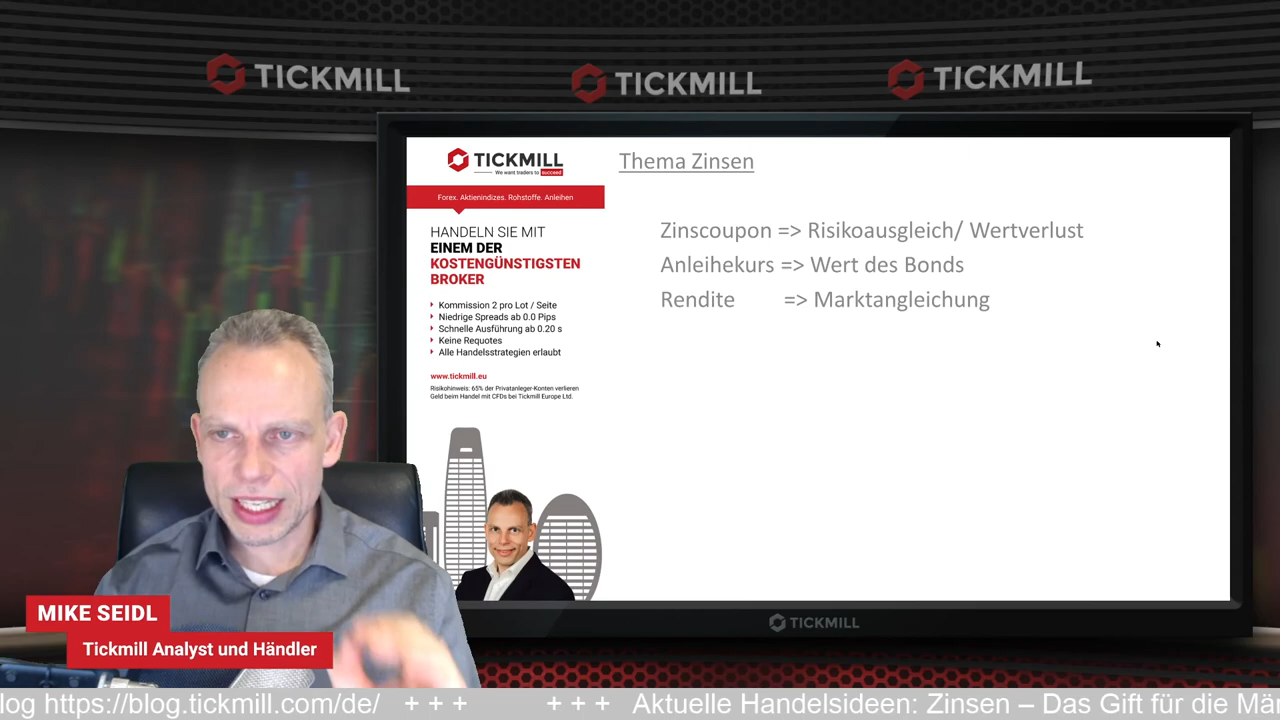 TICKMILL
TICKMILL
TICKMILL
TICKMILL
We want traders to succeed
Forex. Aktienindizes. Rohstoffe. Anleihen
HANDELN SIE MIT
EINEM DER
KOSTENGÜNSTIGSTEN
BROKER
Kommission 2 pro Lot / Seite
Niedrige Spreads ab 0.0 Pips
Schnelle Ausführung ab 0.20 s
Keine Requotes
Alle Handelsstrategien erlaubt
www.tickmill.eu
Risikohinweis: 65% der Privatanleger-Konten verlieren
Geld beim Handel mit CFDs bei Tickmill Europe Ltd.
Thema Zinsen
Zinscoupon => Risikoausgleich/ Wertverlust
Anleihekurs => Wert des Bonds
Rendite => Marktangleichung
TICKMILL
MIKE SEIDL
Tickmill Analyst und Händler
log https://blog.tickmill.com/de/ + + + + + + Aktuelle Handelsideen: Zinsen – Das Gift für die Mär